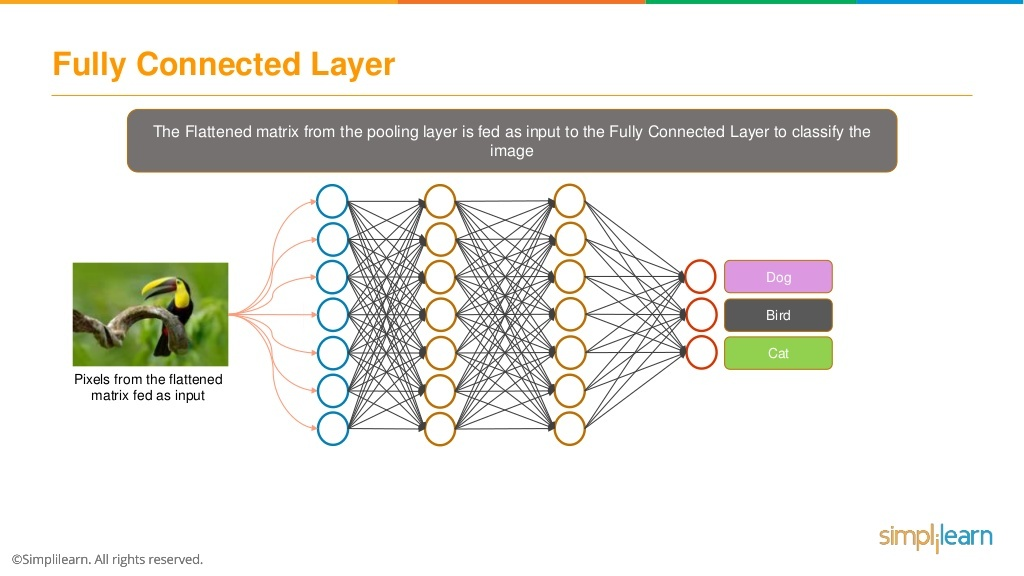 Fully Connected Layer
The Flattened matrix from the pooling layer is fed as input to the Fully Connected Layer to classify the
image
Dog
Bird
Cat
Pixels from the flattened
matrix fed as input
simplilearn
©Simplilearn. All rights reserved.